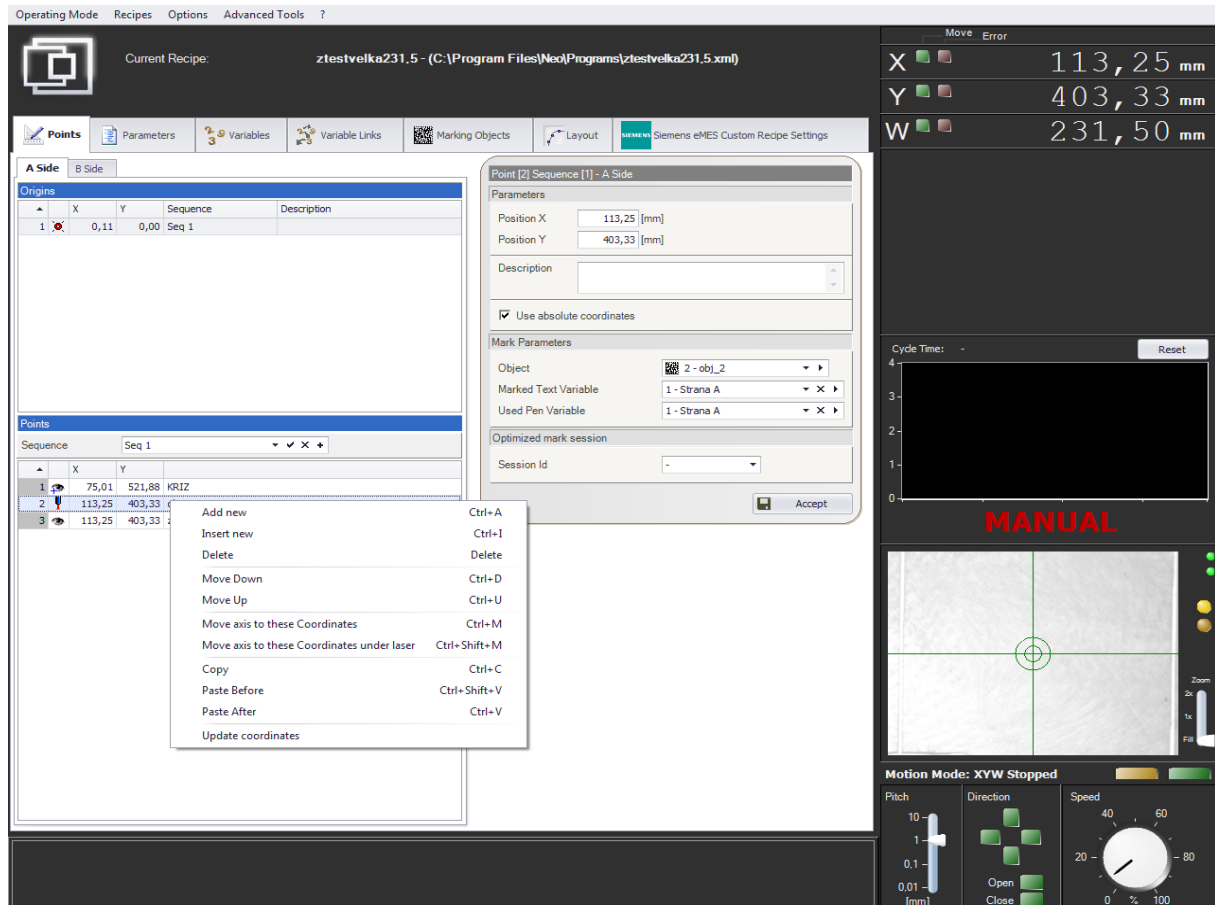 Operating Mode Recipes Options Advanced Tools ?
Current Recipe: ztestvelka231,5 - (C:\Program Files\Neo\Programs\ztestvelka231,5.xml)
Points Parameters Variables Variable Links Marking Objects Layout SIEMENS Siemens eMES Custom Recipe Settings
A Side B Side
Origins
X Y Sequence Description
1 0,11 0,00 Seq 1
Points
Sequence Seq 1
X Y
1 75,01 521,88 KRIZ
2 113,25 403,33
3 113,25 403,33
Add new Ctrl+A
Insert new Ctrl+I
Delete Delete
Move Down Ctrl+D
Move Up Ctrl+U
Move axis to these Coordinates Ctrl+M
Move axis to these Coordinates under laser Ctrl+Shift+M
Copy Ctrl+C
Paste Before Ctrl+Shift+V
Paste After Ctrl+V
Update coordinates
Point [2] Sequence [1] - A Side
Parameters
Position X 113,25 [mm]
Position Y 403,33 [mm]
Description
Use absolute coordinates
Mark Parameters
Object 2 - obj_2
Marked Text Variable 1 - Strana A
Used Pen Variable 1 - Strana A
Optimized mark session
Session Id -
Accept
Move Error
X 113,25 mm
Y 403,33 mm
W 231,50 mm
Cycle Time: - Reset
4
3
2
1
0
MANUAL
Zoom
2x
1x
Fill
Motion Mode: XYW Stopped
Pitch Direction Speed
10
1
0,1
0,01
[mm]
Open
Close
40 60
20 80
0 % 100